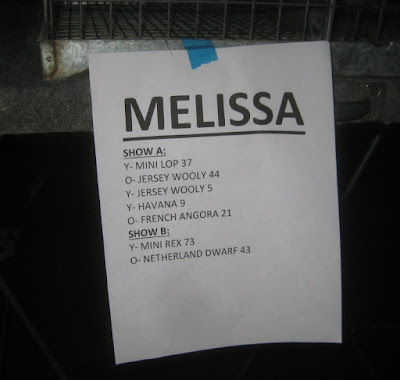 MELISSA
SHOW A:
Y- MINI LOP 37
O- JERSEY WOOLY 44
Y- JERSEY WOOLY 5
Y- HAVANA 9
O- FRENCH ANGORA 21
SHOW B:
Y- MINI REX 73
O- NETHERLAND DWARF 43